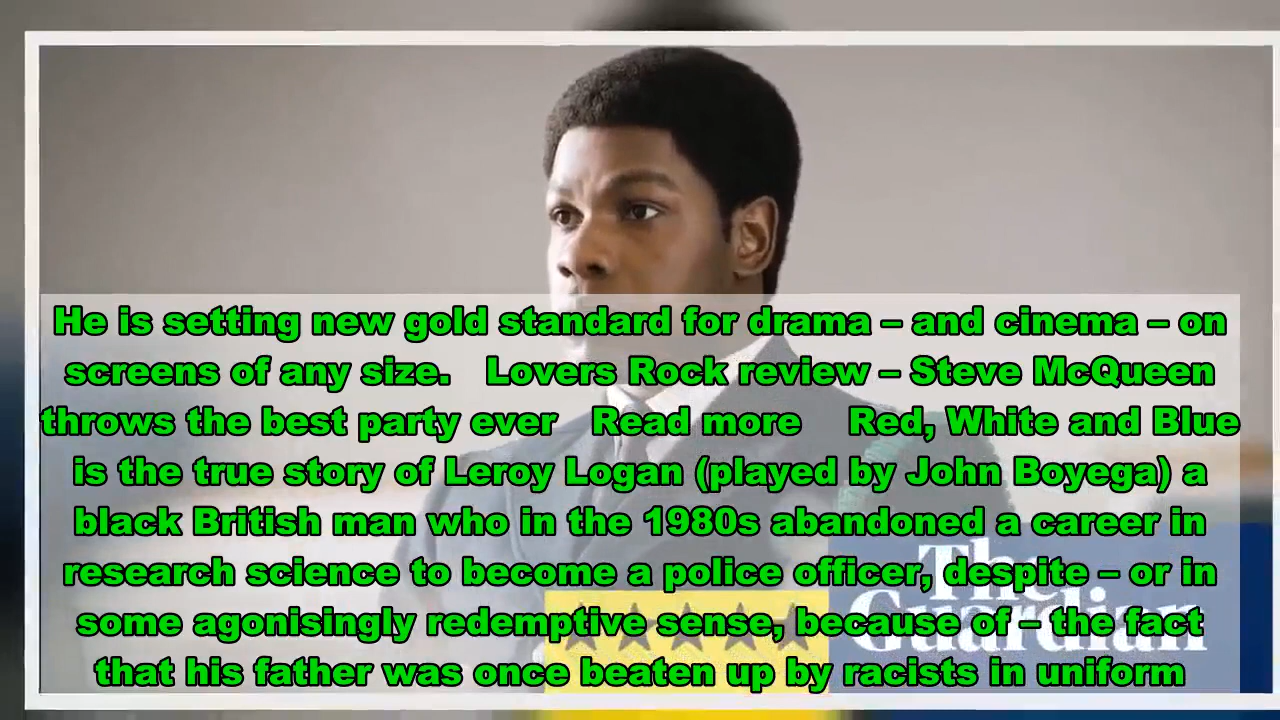 He is setting new gold standard for drama – and cinema – on
screens of any size. Lovers Rock review – Steve McQueen
throws the best party ever Read more Red, White and Blue
is the true story of Leroy Logan (played by John Boyega) a
black British man who in the 1980s abandoned a career in
research science to become a police officer, despite – or in
some agonisingly redemptive sense, because of – the fact
that his father was once beaten up by racists in uniform
The
Guardian